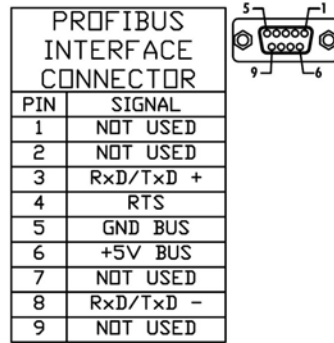 PROFIBUS
INTERFACE
CONNECTOR
PIN SIGNAL
1 NOT USED
2 NOT USED
3 RxD/TxD +
4 RTS
5 GND BUS
6 +5V BUS
7 NOT USED
8 RxD/TxD -
9 NOT USED
5 1
9 6